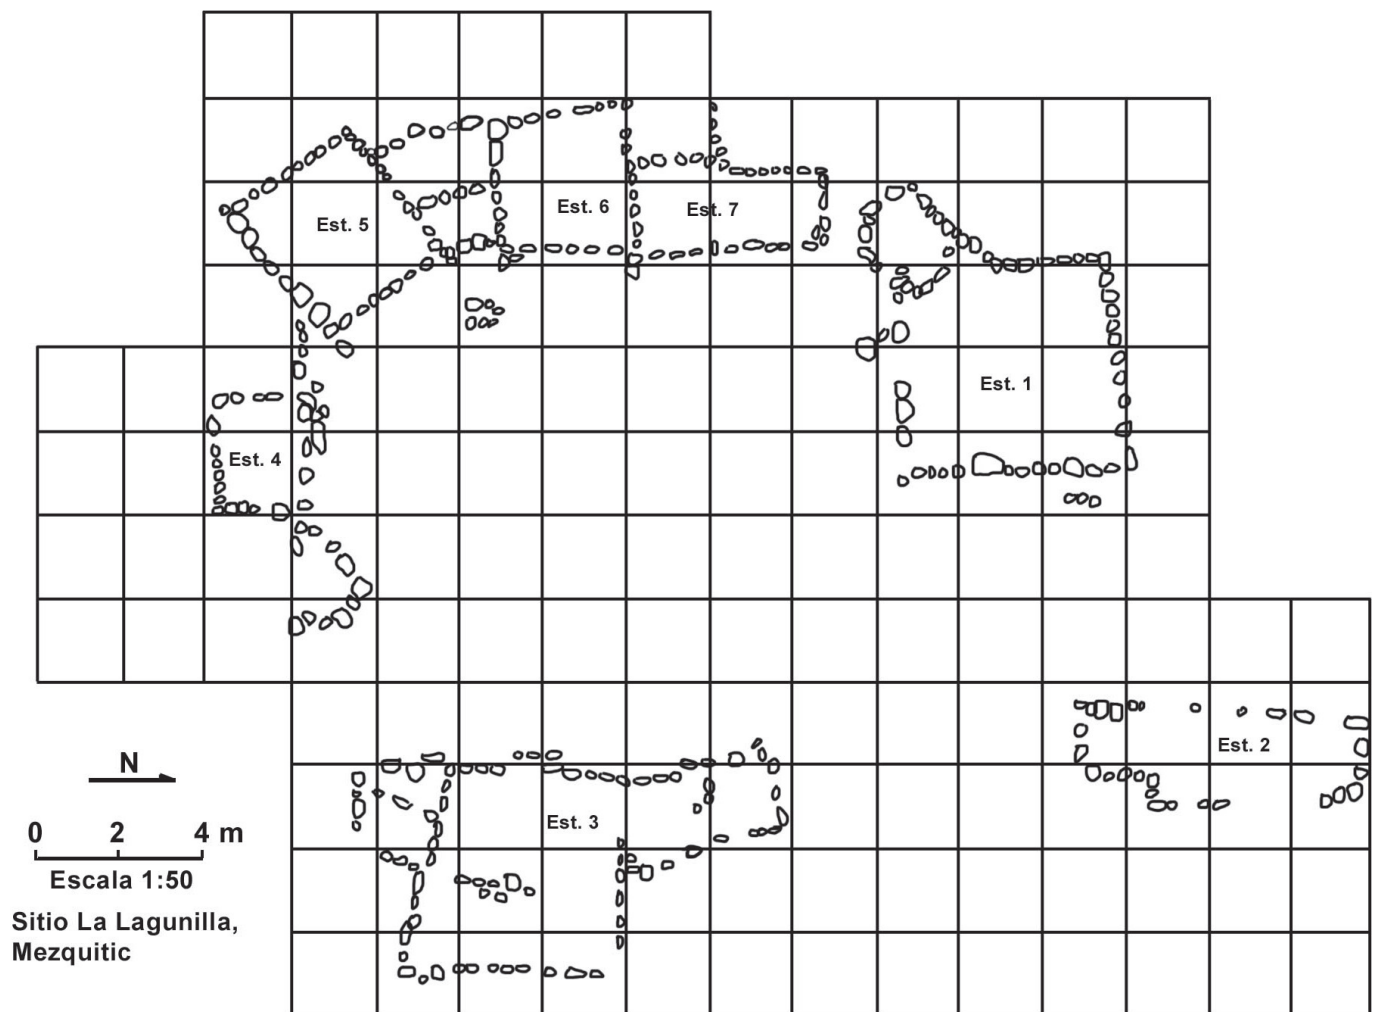 Est. 5
Est. 6
Est. 7
Est. 1
Est. 4
Est. 2
Est. 3
N
0 2 4 m
Escala 1:50
Sitio La Lagunilla,
Mezquitic